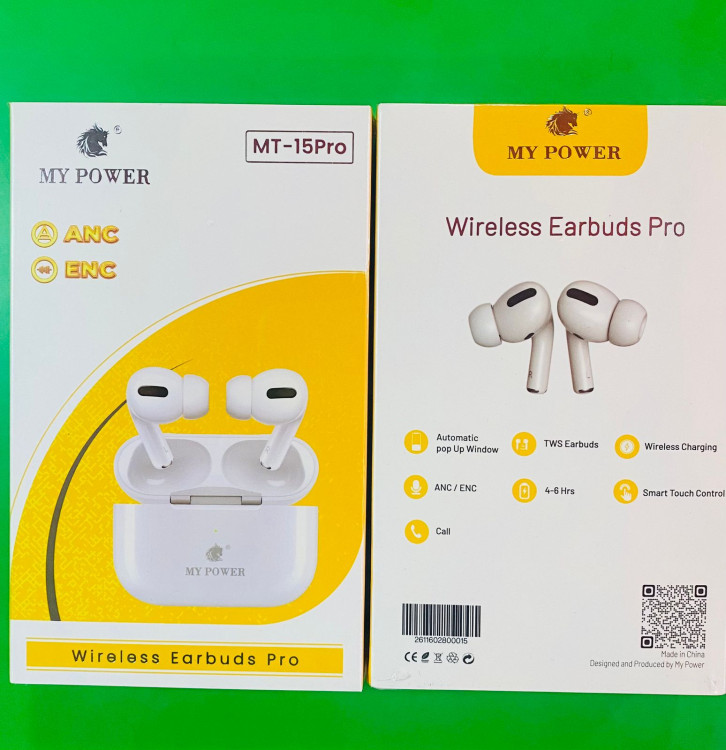 MY POWER
®
MT-15Pro
ANC
ENC
MY POWER
®
Wireless Earbuds Pro
®
MY POWER
Wireless Earbuds Pro
Automatic
pop Up Window
TWS Earbuds
Wireless Charging
ANC / ENC
4-6 Hrs
Smart Touch Control
Call
2611602800015
CE
Made in China
Designed and Produced by My Power